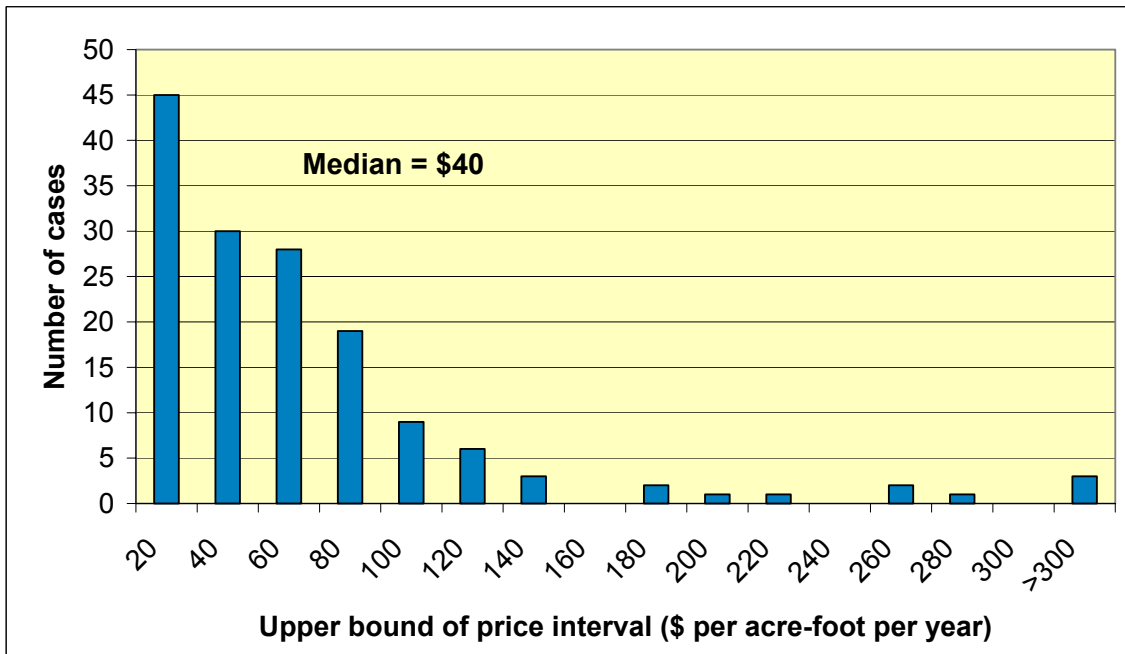 50
45
40
35
30
25
20
15
10
5
0
Number of cases
Median = $40
20 40 60 80 100 120 140 160 180 200 220 240 260 280 300 >300
Upper bound of price interval ($ per acre-foot per year)